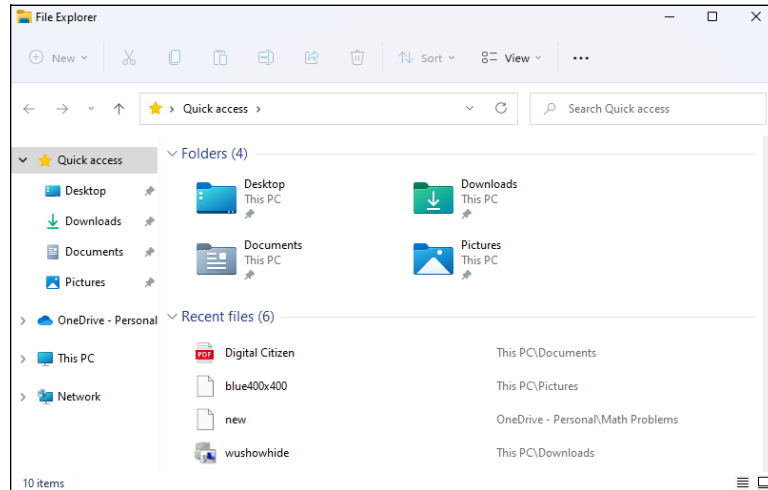 File Explorer
New
Sort
View
Quick access
Search Quick access
Quick access
Desktop
Downloads
Documents
Pictures
OneDrive - Personal
This PC
Network
Folders (4)
Desktop
This PC
Downloads
This PC
Documents
This PC
Pictures
This PC
Recent files (6)
PDF Digital Citizen This PC\Documents
blue400x400 This PC\Pictures
new OneDrive - Personal\Math Problems
wushowhide This PC\Downloads
10 items